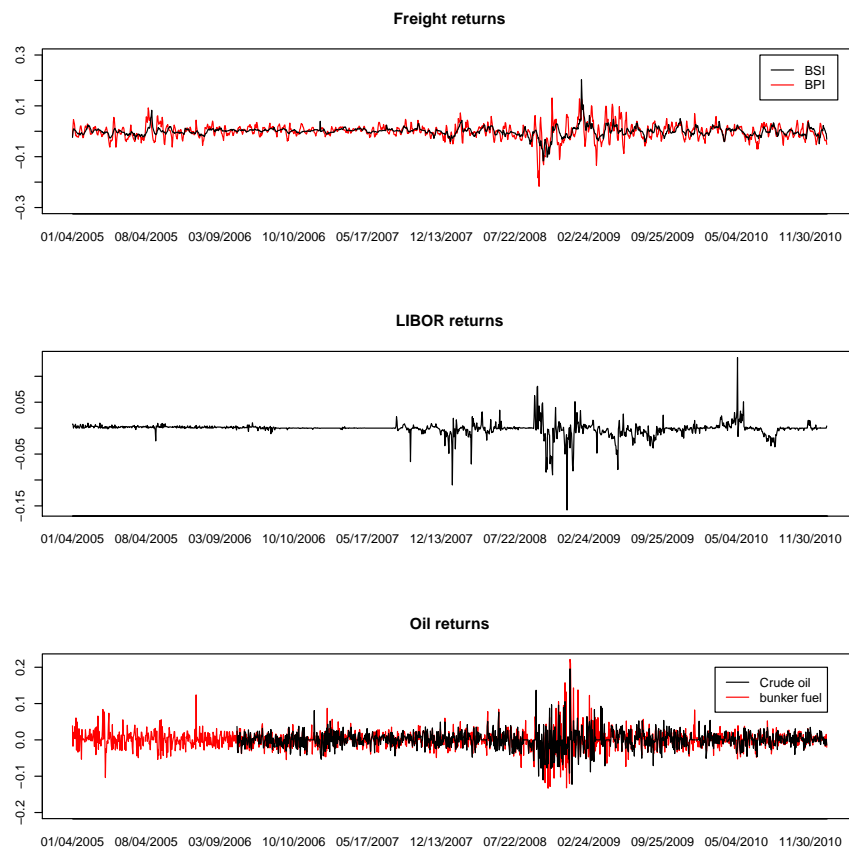 Freight returns
0.3
0.1
−0.1
−0.3
BSI
BPI
01/04/2005 08/04/2005 03/09/2006 10/10/2006 05/17/2007 12/13/2007 07/22/2008 02/24/2009 09/25/2009 05/04/2010 11/30/2010
LIBOR returns
0.05
−0.05
−0.15
01/04/2005 08/04/2005 03/09/2006 10/10/2006 05/17/2007 12/13/2007 07/22/2008 02/24/2009 09/25/2009 05/04/2010 11/30/2010
Oil returns
0.2
0.1
0.0
−0.1
−0.2
Crude oil
bunker fuel
01/04/2005 08/04/2005 03/09/2006 10/10/2006 05/17/2007 12/13/2007 07/22/2008 02/24/2009 09/25/2009 05/04/2010 11/30/2010